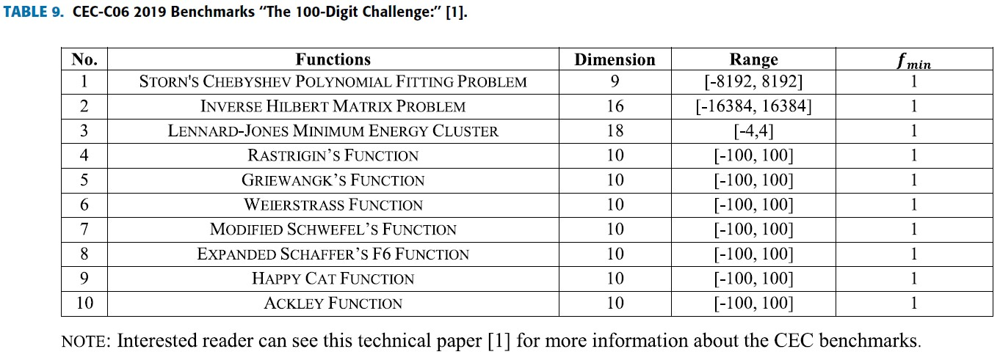 TABLE 9. CEC-C06 2019 Benchmarks “The 100-Digit Challenge:” [1].
No. Functions Dimension Range f min
1 STORN'S CHEBYSHEV POLYNOMIAL FITTING PROBLEM 9 [-8192, 8192] 1
2 INVERSE HILBERT MATRIX PROBLEM 16 [-16384, 16384] 1
3 LENNARD-JONES MINIMUM ENERGY CLUSTER 18 [-4,4] 1
4 RASTRIGIN’S FUNCTION 10 [-100, 100] 1
5 GRIEWANGK’S FUNCTION 10 [-100, 100] 1
6 WEIERSTRASS FUNCTION 10 [-100, 100] 1
7 MODIFIED SCHWEFEL’S FUNCTION 10 [-100, 100] 1
8 EXPANDED SCHAFFER’S F6 FUNCTION 10 [-100, 100] 1
9 HAPPY CAT FUNCTION 10 [-100, 100] 1
10 ACKLEY FUNCTION 10 [-100, 100] 1
NOTE: Interested reader can see this technical paper [1] for more information about the CEC benchmarks.